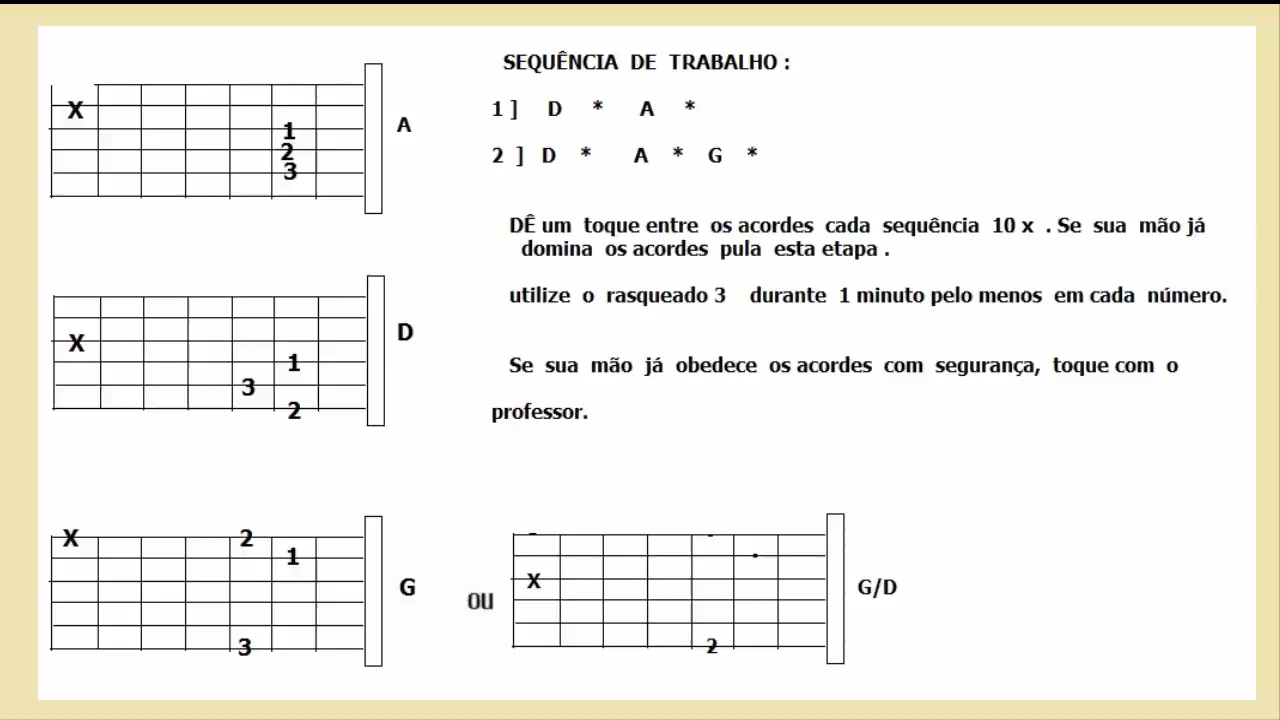 SEQUÊNCIA DE TRABALHO :
1 ] D * A *
2 ] D * A * G *
DÊ um toque entre os acordes cada sequência 10 x . Se sua mão já
domina os acordes pula esta etapa .
utilize o rasqueado 3 durante 1 minuto pelo menos em cada número.
Se sua mão já obedece os acordes com segurança, toque com o
professor.
X
1
2
3
A
X
1
3
2
D
X
2
1
3
G
OU
X
2
G/D